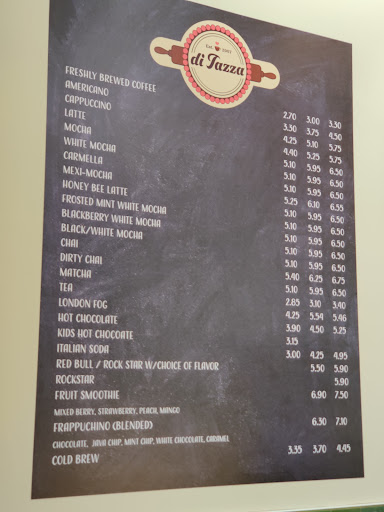 Est. 2007
di Tazza
FRESHLY BREWED COFFEE 2.70 3.00 3.30
AMERICANO 3.30 3.75 4.50
CAPPUCCINO 4.25 5.10 5.75
LATTE 4.40 5.25 5.75
MOCHA 5.10 5.95 6.50
WHITE MOCHA 5.10 5.95 6.50
CARMELLA 5.10 5.95 6.50
MEXI-MOCHA 5.25 6.10 6.55
HONEY BEE LATTE 5.10 5.95 6.50
FROSTED MINT WHITE MOCHA 5.10 5.95 6.50
BLACKBERRY WHITE MOCHA 5.10 5.95 6.50
BLACK/WHITE MOCHA 5.10 5.95 6.50
CHAI 5.10 5.95 6.50
DIRTY CHAI 5.40 6.25 6.75
MATCHA 5.10 5.95 6.50
TEA 2.85 3.10 3.40
LONDON FOG 4.25 5.54 5.46
HOT CHOCOLATE 3.90 4.50 5.25
KIDS HOT CHOCOATE 3.15
ITALIAN SODA 3.00 4.25 4.95
RED BULL / ROCK STAR W/CHOICE OF FLAVOR 5.50 5.90
ROCKSTAR 5.90
FRUIT SMOOTHIE 6.90 7.50
MIXED BERRY, STRAWBERRY, PEACH, MANGO
FRAPPUCHINO (BLENDED) 6.30 7.10
CHOCOLATE, JAVA CHIP, MINT CHIP, WHITE CHOCOLATE, CARAMEL
COLD BREW 3.35 3.70 4.45